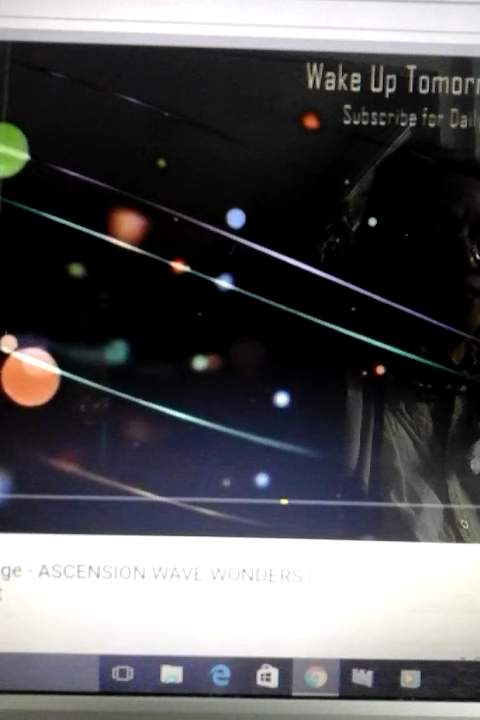 Wake Up Tomorr
Subscribe for Dail
ge - ASCENSION WAVE WONDERS |
t